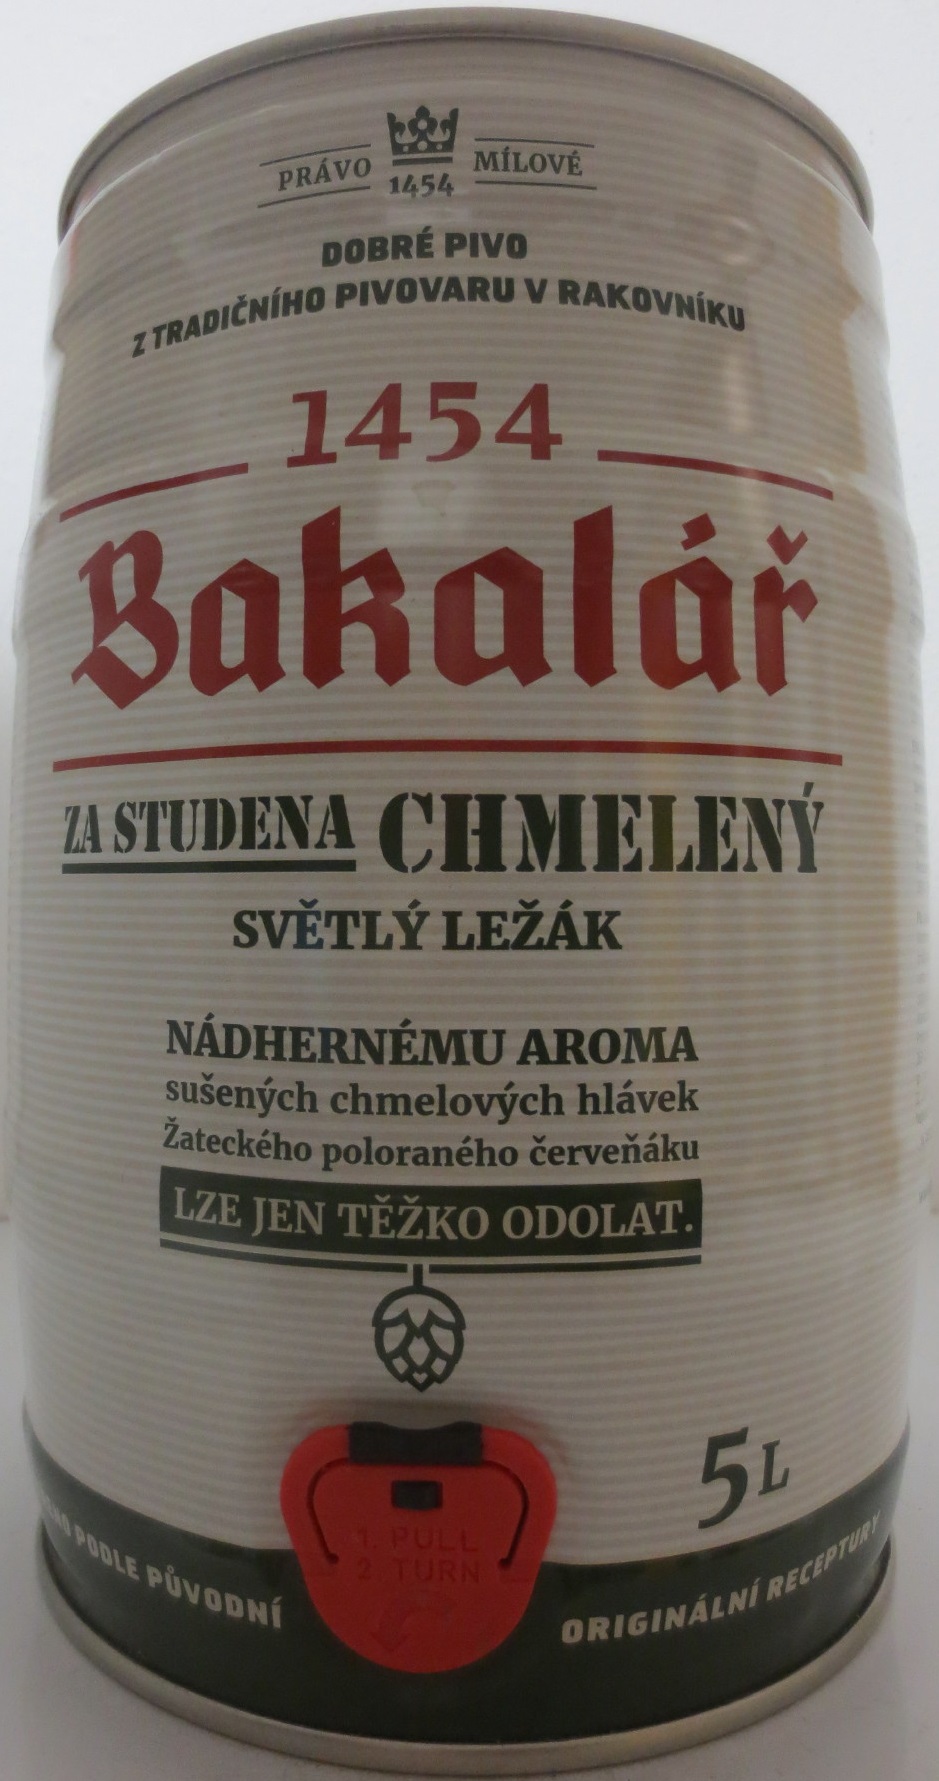 PRÁVO 1454 MÍLOVÉ
DOBRÉ PIVO
Z TRADIČNÍHO PIVOVARU V RAKOVNÍKU
1454
Bakalář
ZA STUDENA CHMELENÝ
SVĚTLÝ LEŽÁK
NÁDHERNÉMU AROMA
sušených chmelových hlávek
Žateckého poloraného červeňáku
LZE JEN TĚŽKO ODOLAT.
5L
1. PULL
2 TURN
PODLE PŮVODNÍ ORIGINÁLNÍ RECEPTURY